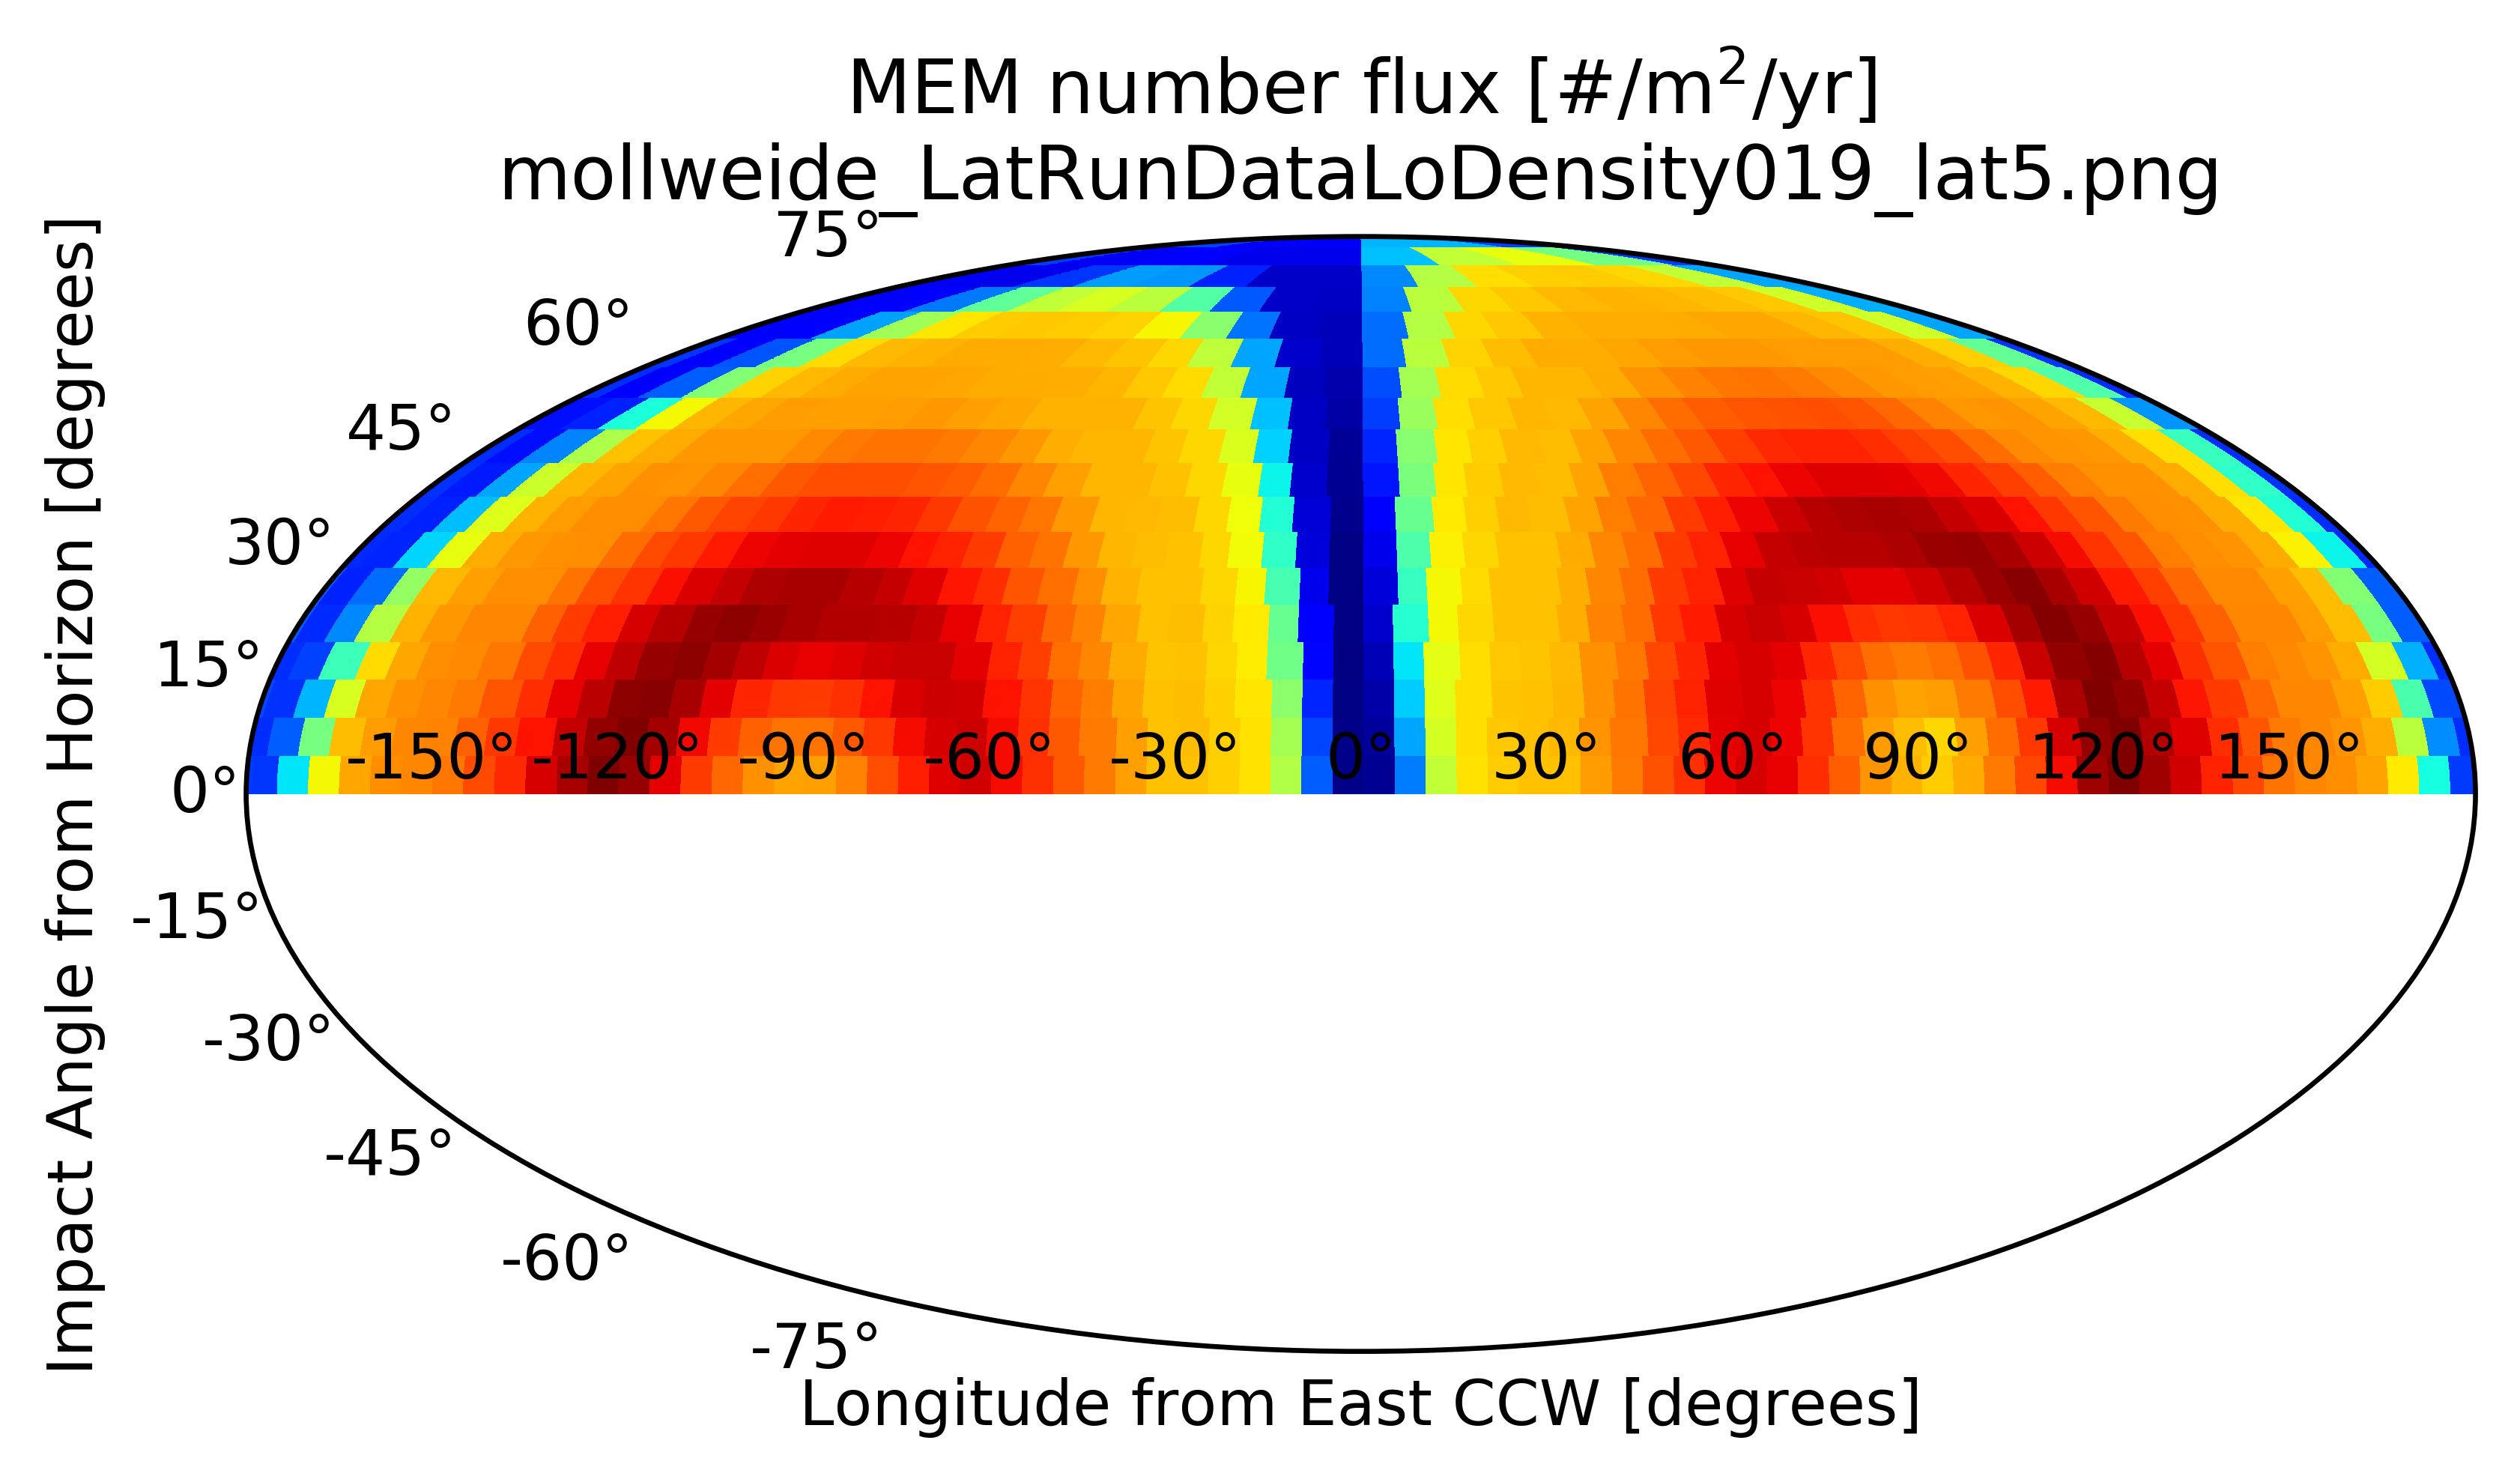 MEM number flux [#/m²/yr]
mollweide_LatRunDataLoDensity019_lat5.png
75°
60°
45°
30°
15°
0°
-15°
-30°
-45°
-60°
-75°
-150° -120° -90° -60° -30° 0° 30° 60° 90° 120° 150°
Impact Angle from Horizon [degrees]
Longitude from East CCW [degrees]